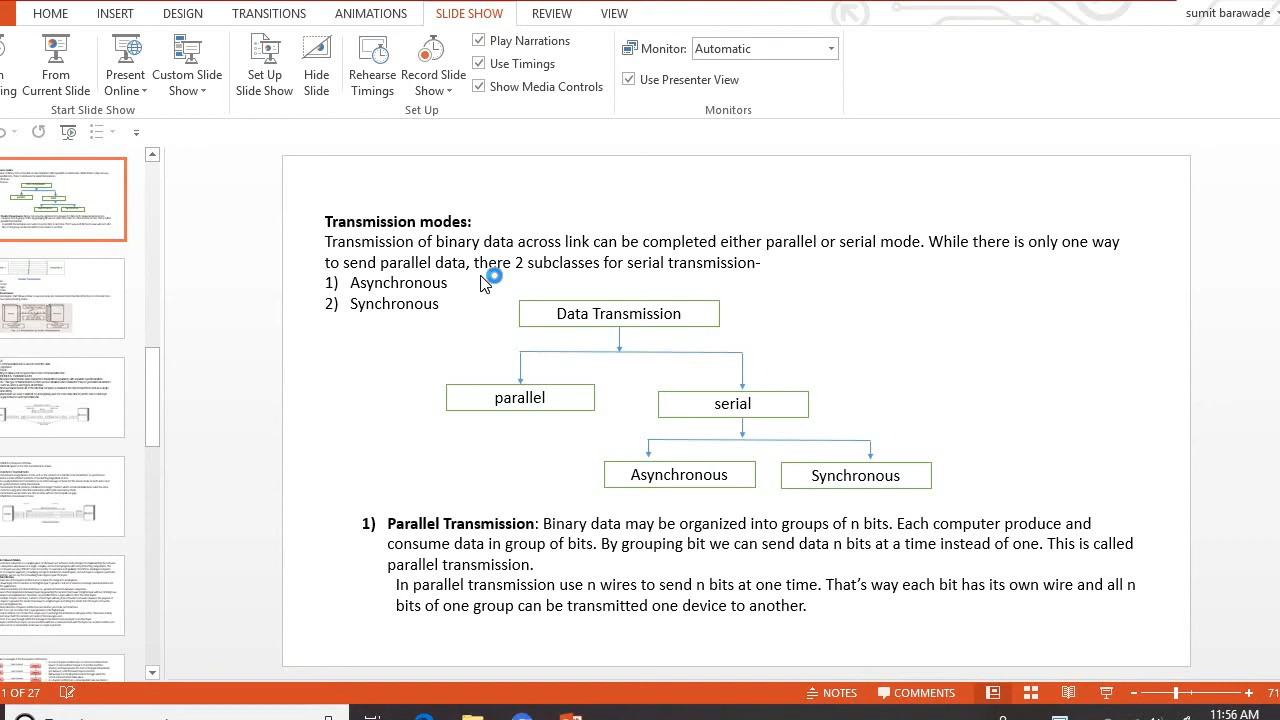 HOME INSERT DESIGN TRANSITIONS ANIMATIONS SLIDE SHOW REVIEW VIEW sumit barawade
From Current Slide
Present Online
Custom Slide Show
Set Up Slide Show
Hide Slide
Rehearse Timings
Record Slide Show
Play Narrations
Use Timings
Show Media Controls
Monitor: Automatic
Use Presenter View
Start Slide Show Set Up Monitors
Transmission modes:
Transmission of binary data across link can be completed either parallel or serial mode. While there is only one way
to send parallel data, there 2 subclasses for serial transmission-
1) Asynchronous
2) Synchronous
Data Transmission
parallel
serial
Asynchronous
Synchronous
1) Parallel Transmission: Binary data may be organized into groups of n bits. Each computer produce and
consume data in group of bits. By grouping bit we can send data n bits at a time instead of one. This is called
parallel transmission.
In parallel transmission use n wires to send n bits at one time. That's way each bit has its own wire and all n
bits of one group can be transmitted one device to another.
1 OF 27 NOTES COMMENTS 71
11:56 AM